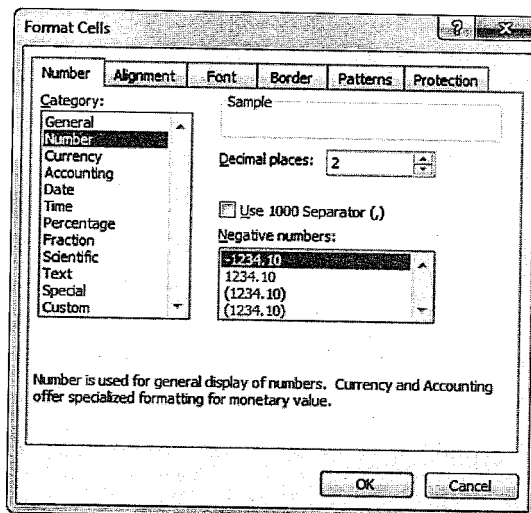 Format Cells
?
Number Alignment Font Border Patterns Protection
Category:
General
Number
Currency
Accounting
Date
Time
Percentage
Fraction
Scientific
Text
Special
Custom
Sample
Decimal places: 2
Use 1000 Separator (,)
Negative numbers:
-1234.10
1234.10
(1234.10)
(1234.10)
Number is used for general display of numbers. Currency and Accounting
offer specialized formatting for monetary value.
OK Cancel